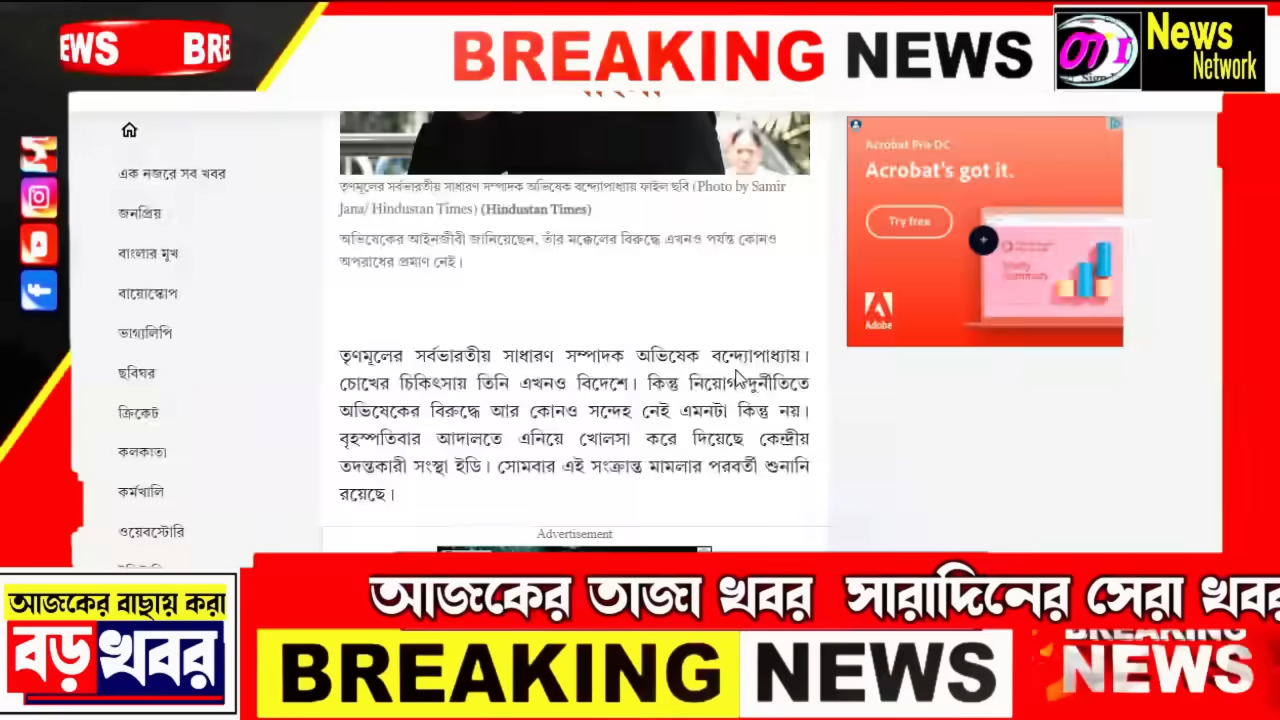 EWS BRE
BREAKING NEWS
News
Network
এক নজরে সব খবর
জনপ্রিয়
বাংলার মুখ
বায়োস্কোপ
ভাগ্যলিপি
ছবিঘর
ক্রিকেট
কলকাতা
কর্মখালি
ওয়েবস্টোরি
তৃণমূলের সর্বভারতীয় সাধারণ সম্পাদক অভিষেক বন্দ্যোপাধ্যায় ফাইল ছবি (Photo by Samir
Jana/ Hindustan Times) (Hindustan Times)
অভিষেকের আইনজীবী জানিয়েছেন, তাঁর মক্কেলের বিরুদ্ধে এখনও পর্যন্ত কোনও
অপরাধের প্রমাণ নেই।
তৃণমূলের সর্বভারতীয় সাধারণ সম্পাদক অভিষেক বন্দ্যোপাধ্যায়।
চোখের চিকিৎসায় তিনি এখনও বিদেশে। কিন্তু নিয়োগ দুর্নীতিতে
অভিষেকের বিরুদ্ধে আর কোনও সন্দেহ নেই এমনটা কিন্তু নয়।
বৃহস্পতিবার আদালতে এনিয়ে খোলসা করে দিয়েছে কেন্দ্রীয়
তদন্তকারী সংস্থা ইডি। সোমবার এই সংক্রান্ত মামলার পরবর্তী শুনানি
রয়েছে।
Advertisement
Acrobat Pro DC
Acrobat's got it.
Try free
Adobe
আজকের তাজা খবর সারাদিনের সেরা খবর
আজকের বাছায় করা
বড় খবর
BREAKING NEWS
BREAKING
NEWS